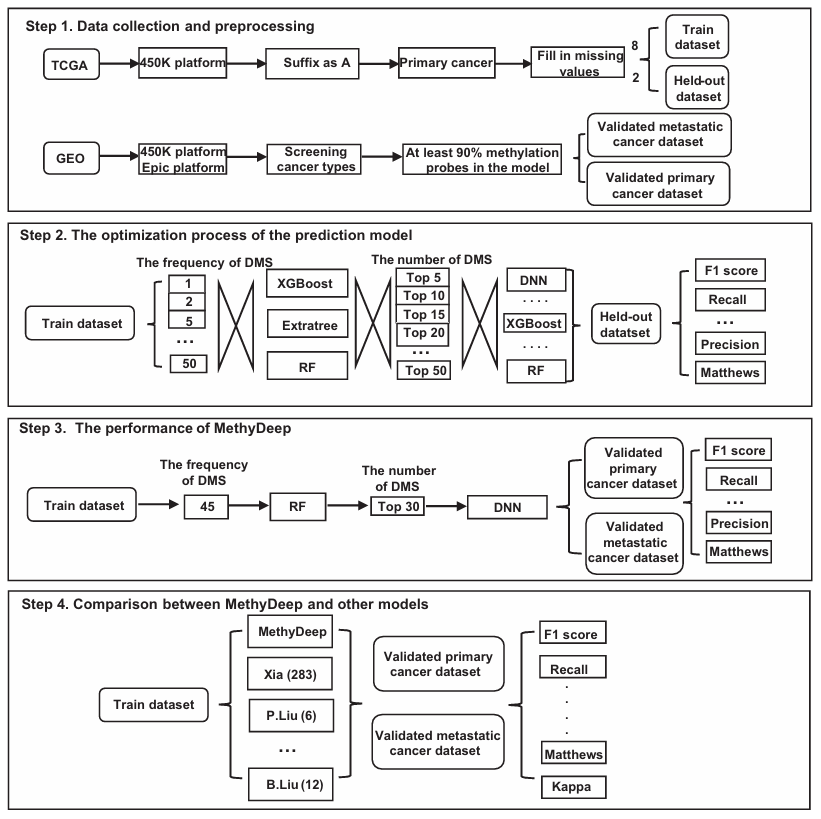 Step 1. Data collection and preprocessing
TCGA
450K platform
Suffix as A
Primary cancer
Fill in missing
values
8
2
Train
dataset
Held-out
dataset
GEO
450K platform
Epic platform
Screening
cancer types
At least 90% methylation
probes in the model
Validated metastatic
cancer dataset
Validated primary
cancer dataset
Step 2. The optimization process of the prediction model
The frequency of DMS
The number of DMS
Train dataset
1
2
5
...
50
XGBoost
Extratree
RF
Top 5
Top 10
Top 15
Top 20
...
Top 50
DNN
....
XGBoost
....
RF
Held-out
dataset
F1 score
Recall
...
Precision
Matthews
Step 3. The performance of MethyDeep
Train dataset
The frequency
of DMS
45
RF
The number
of DMS
Top 30
DNN
Validated
primary
cancer dataset
Validated
metastatic
cancer dataset
F1 score
Recall
...
Precision
Matthews
Step 4. Comparison between MethyDeep and other models
Train dataset
MethyDeep
Xia (283)
P.Liu (6)
...
B.Liu (12)
Validated primary
cancer dataset
Validated metastatic
cancer dataset
F1 score
Recall
.
.
.
.
Matthews
Kappa